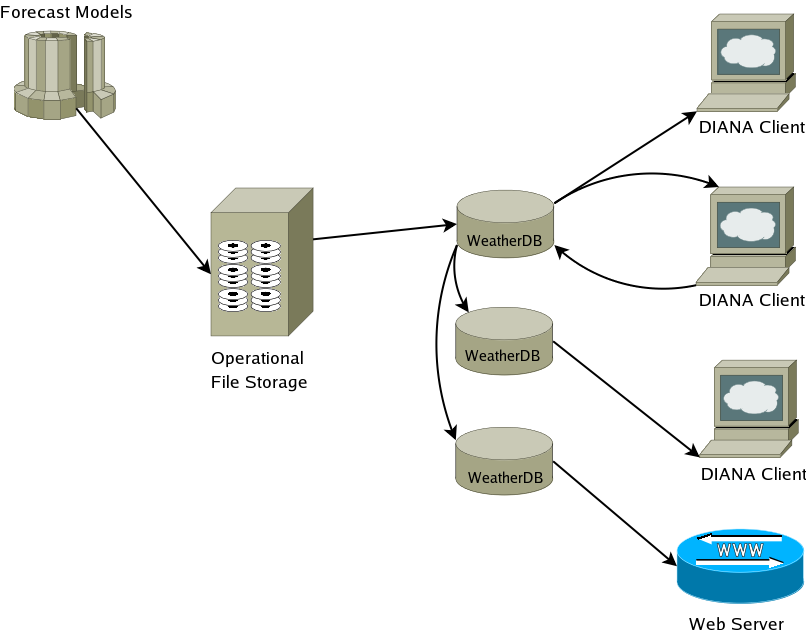 Forecast Models
DIANA Client
WeatherDB
DIANA Client
Operational
File Storage
WeatherDB
DIANA Client
WeatherDB
WWW
Web Server